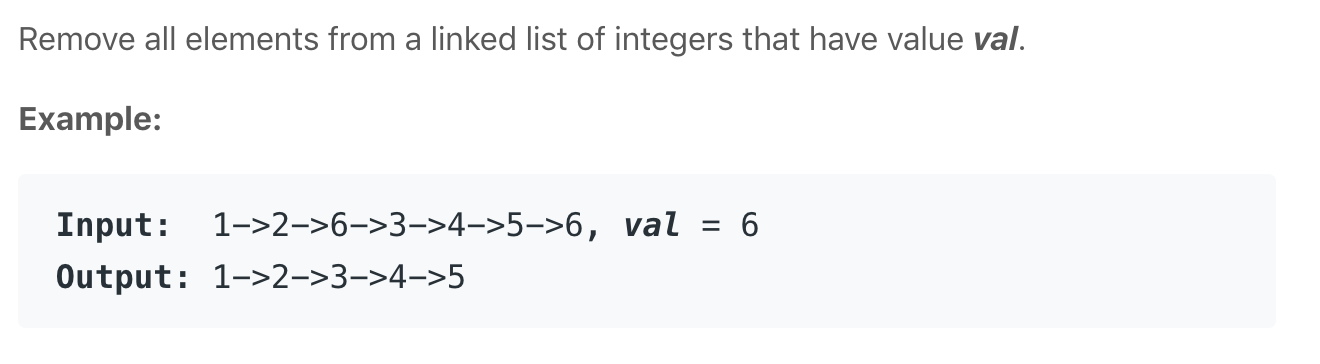 Remove all elements from a linked list of integers that have value val.
Example:
Input:  1->2->6->3->4->5->6, val = 6
Output: 1->2->3->4->5